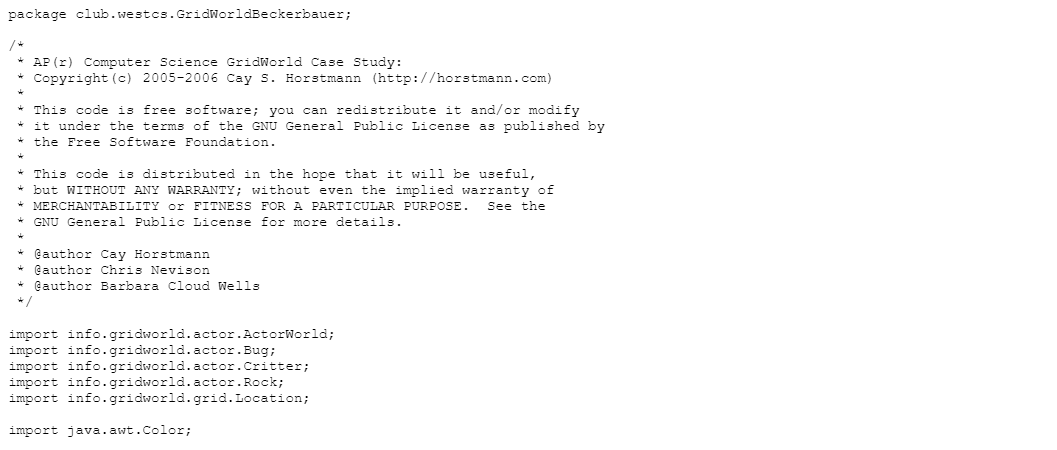 package club.westcs.GridWorldBeckerbauer;

/*
 * AP(r) Computer Science GridWorld Case Study:
 * Copyright(c) 2005-2006 Cay S. Horstmann (http://horstmann.com)
 *
 * This code is free software; you can redistribute it and/or modify
 * it under the terms of the GNU General Public License as published by
 * the Free Software Foundation.
 *
 * This code is distributed in the hope that it will be useful,
 * but WITHOUT ANY WARRANTY; without even the implied warranty of
 * MERCHANTABILITY or FITNESS FOR A PARTICULAR PURPOSE.  See the
 * GNU General Public License for more details.
 *
 * @author Cay Horstmann
 * @author Chris Nevison
 * @author Barbara Cloud Wells
 */

import info.gridworld.actor.ActorWorld;
import info.gridworld.actor.Bug;
import info.gridworld.actor.Critter;
import info.gridworld.actor.Rock;
import info.gridworld.grid.Location;

import java.awt.Color;